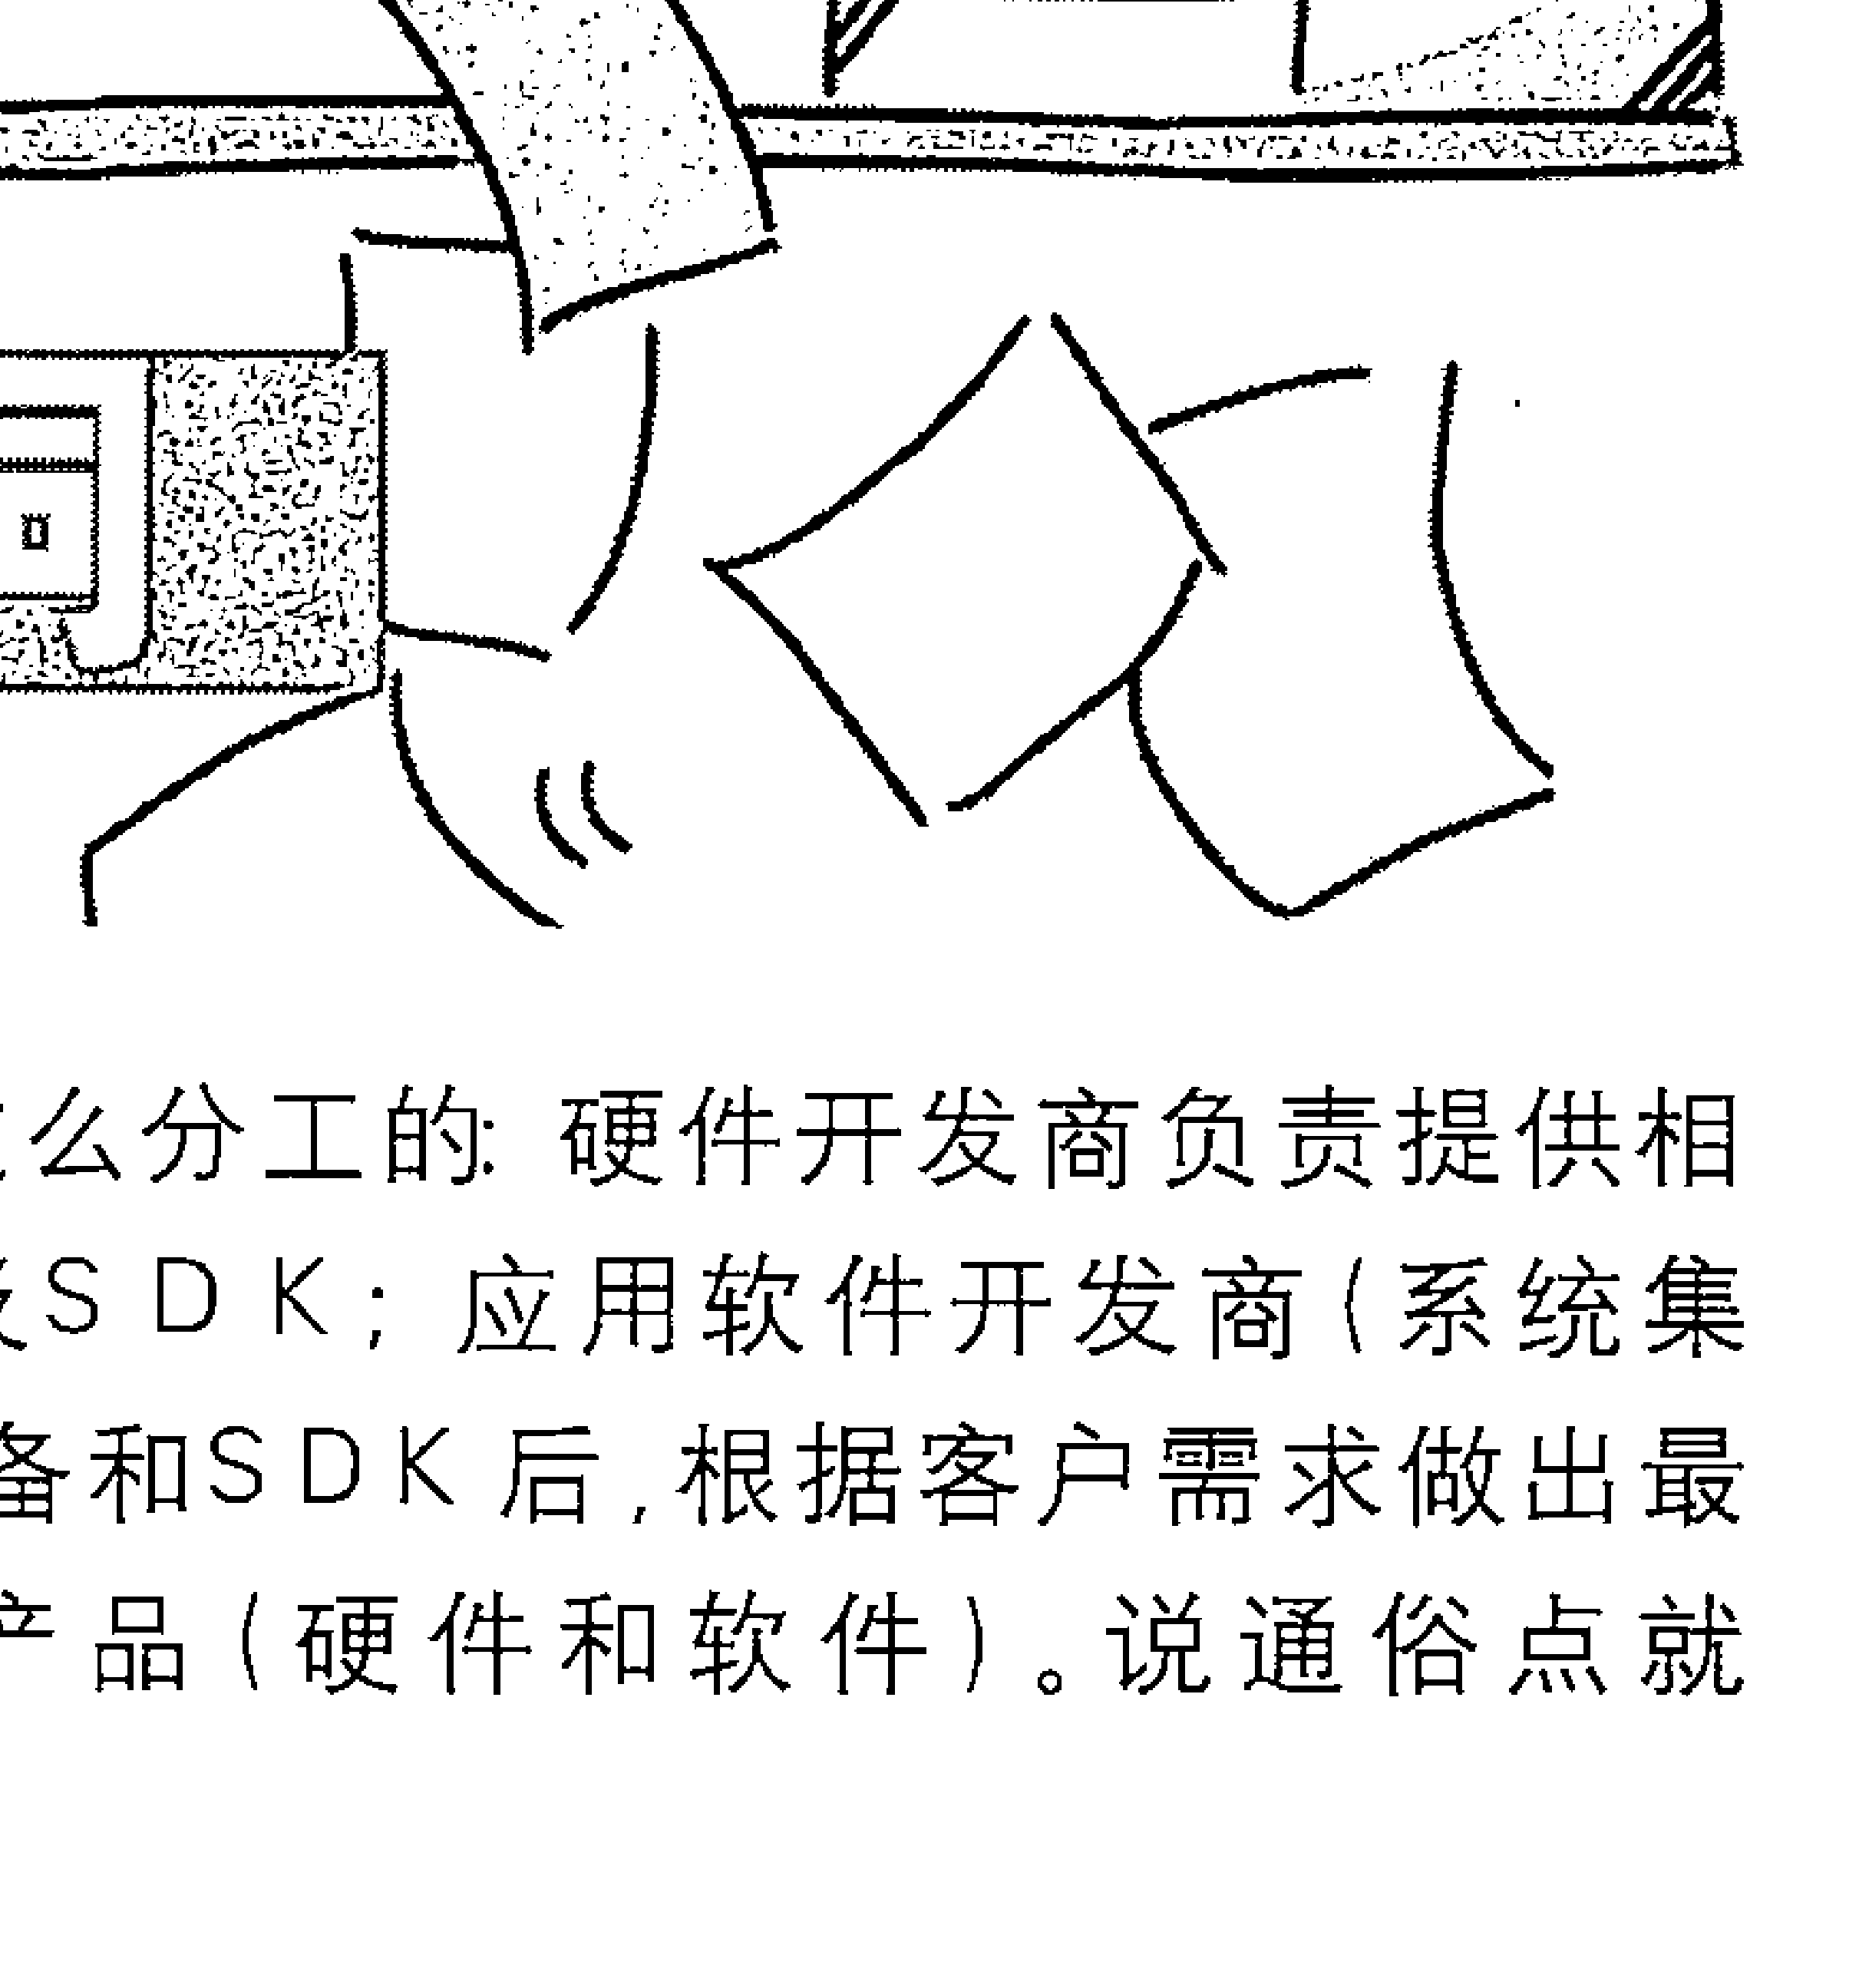 么分工的：硬件开发商负责提供相
SDK；应用软件开发商（系统集
备和SDK后，根据客户需求做出最
产品（硬件和软件）。说通俗点就